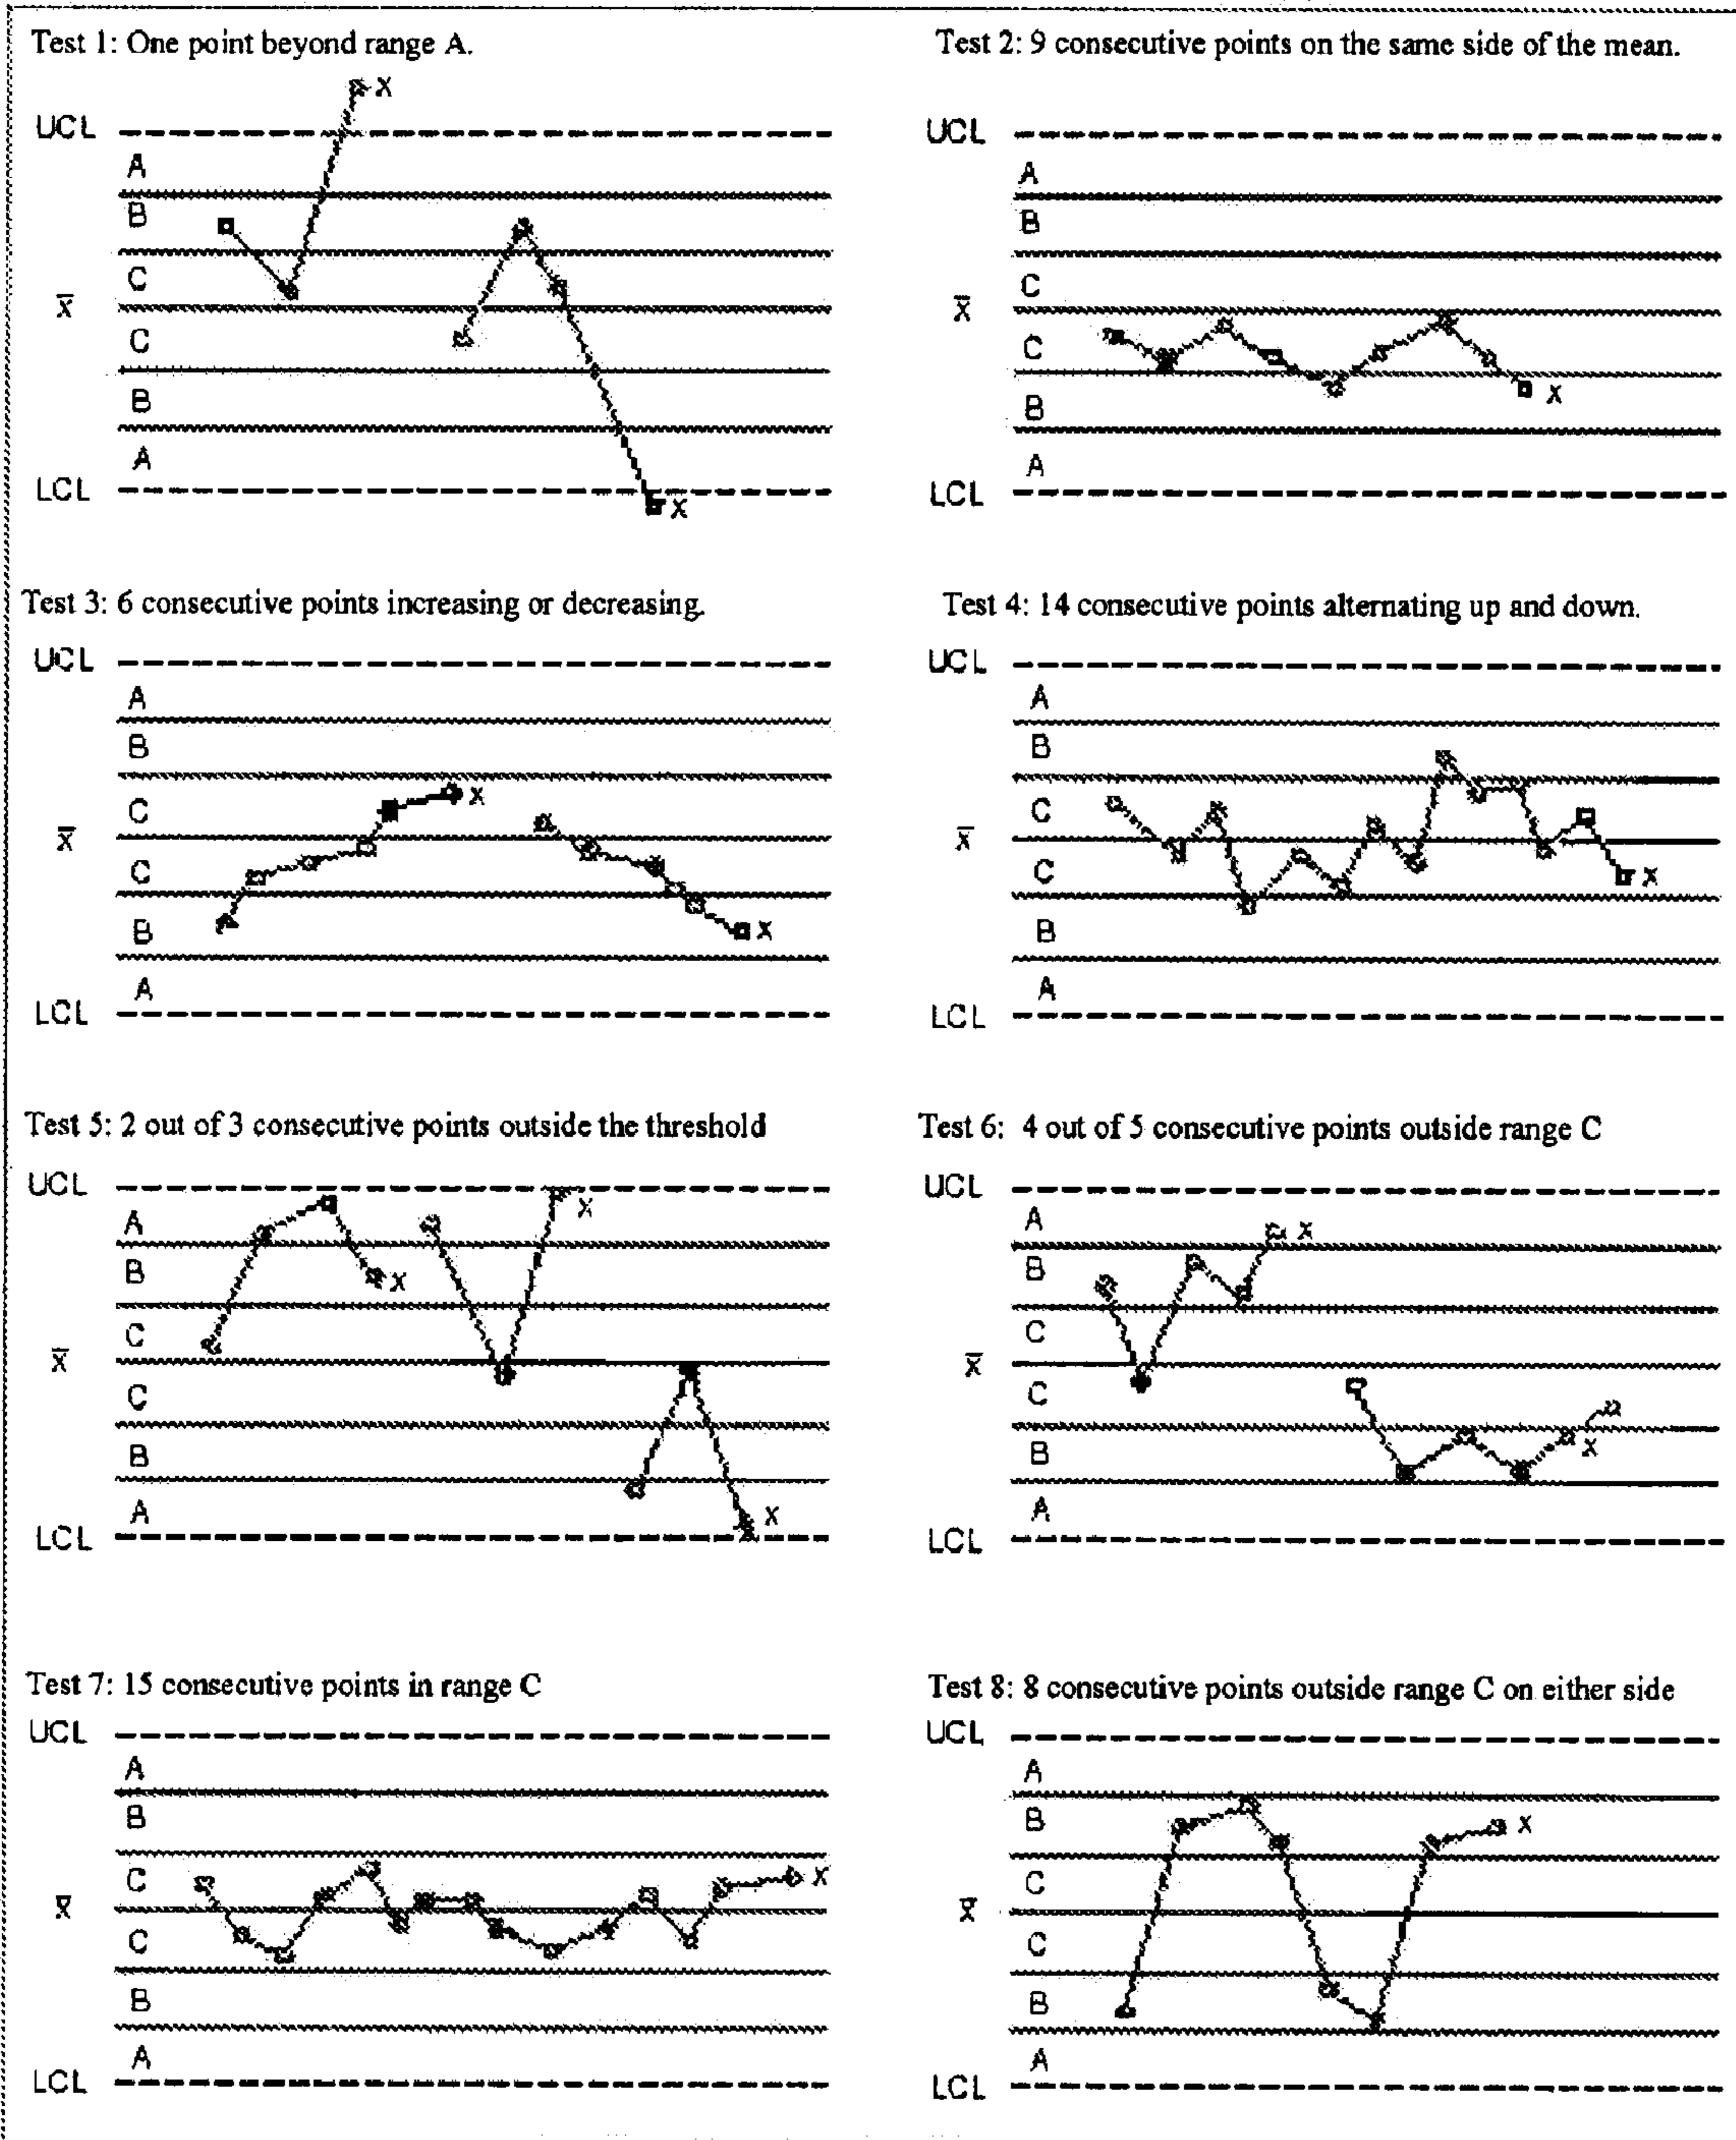 Test 1: One point beyond range A.
UCL
A
B
C
x̄
C
B
A
LCL
x
x
Test 2: 9 consecutive points on the same side of the mean.
UCL
A
B
C
x̄
C
B
A
LCL
x
Test 3: 6 consecutive points increasing or decreasing.
UCL
A
B
C
x̄
C
B
A
LCL
x
x
Test 4: 14 consecutive points alternating up and down.
UCL
A
B
C
x̄
C
B
A
LCL
x
Test 5: 2 out of 3 consecutive points outside the threshold
UCL
A
B
C
x̄
C
B
A
LCL
x
x
x
Test 6: 4 out of 5 consecutive points outside range C
UCL
A
B
C
x̄
C
B
A
LCL
x
x
Test 7: 15 consecutive points in range C
UCL
A
B
C
x̄
C
B
A
LCL
x
Test 8: 8 consecutive points outside range C on either side
UCL
A
B
C
x̄
C
B
A
LCL
x